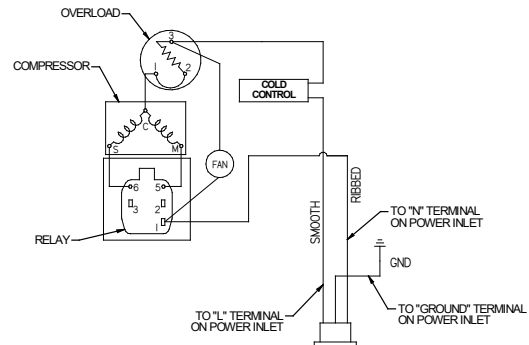 OVERLOAD
3
1
2
COMPRESSOR
COLD
CONTROL
C
S
M
FAN
6
5
3
2
1
RELAY
SMOOTH
RIBBED
TO "N" TERMINAL
ON POWER INLET
GND
TO "L" TERMINAL
ON POWER INLET
TO "GROUND" TERMINAL
ON POWER INLET